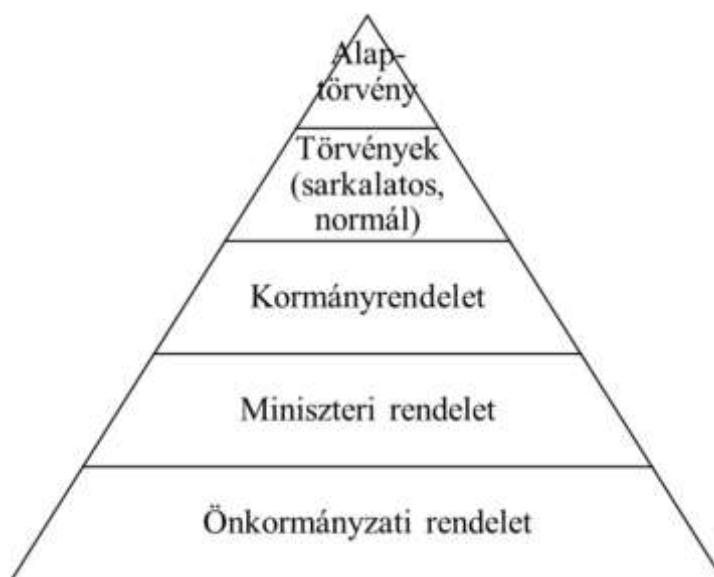 Alap-
törvény
Törvények
(sarkalatos,
normál)
Kormányrendelet
Miniszteri rendelet
Önkormányzati rendelet